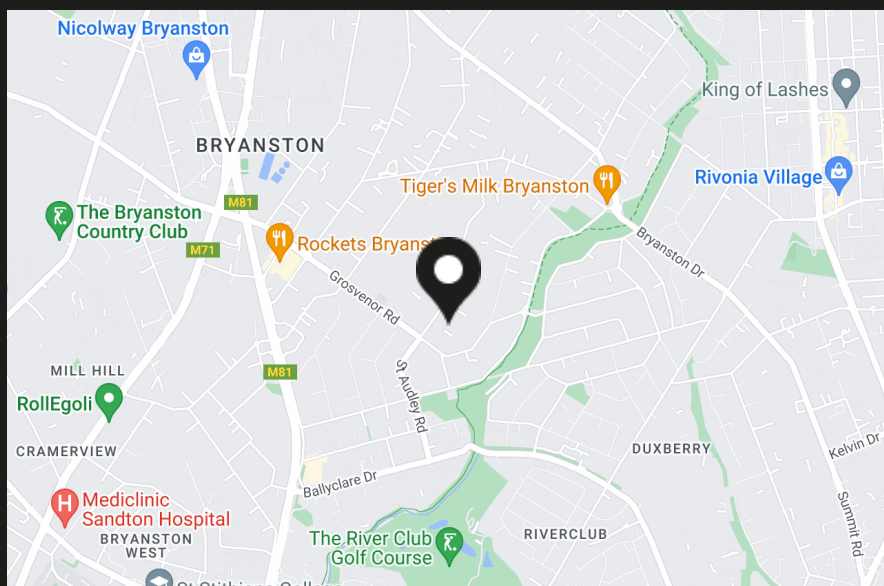 Nicolway Bryanston
King of Lashes
BRYANSTON
Tiger's Milk Bryanston
Rivonia Village
M81
The Bryanston
Country Club
Rockets Bryanst
M71
Bryanston Dr
Grosvenor Rd
MILL HILL
M81
St Audley Rd
RollEgoli
CRAMERVIEW
DUXBERRY
Kelvin Dr
Ballyclare Dr
H
Mediclinic
Sandton Hospital
Summit Rd
BRYANSTON
WEST
The River Club
Golf Course
RIVERCLUB